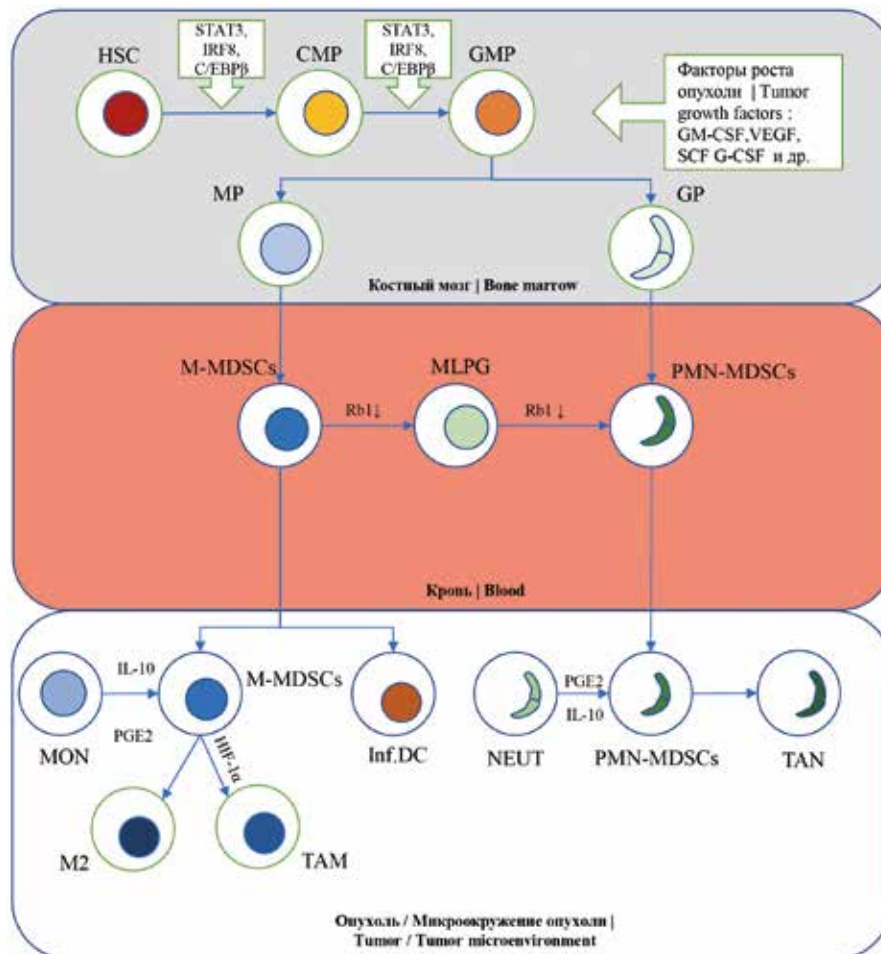 STAT3,
IRF8,
C/EBPβ
STAT3,
IRF8,
C/EBPβ
HSC
CMP
GMP
Факторы роста
опухоли | Tumor
growth factors :
GM-CSF,VEGF,
SCF G-CSF и др.
MP
GP
Костный мозг | Bone marrow
M-MDSCs
MLPG
PMN-MDSCs
Rb1↓
Rb1 ↓
Кровь | Blood
IL-10
PGE2
MON
M-MDSCs
HIF-1α
Inf.DC
PGE2
IL-10
NEUT
PMN-MDSCs
TAN
M2
TAM
Опухоль / Микроокружение опухоли |
Tumor / Tumor microenvironment